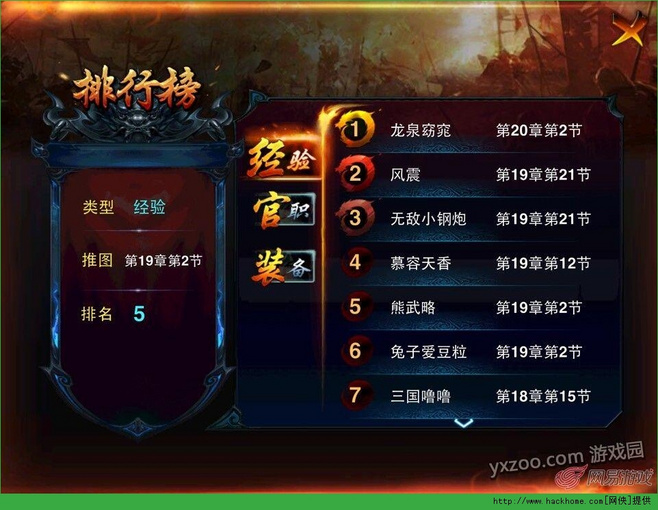 排行榜
类型 经验
推图 第19章第2节
排名 5
经验
官职
装备
1 龙泉窈窕 第20章第2节
2 风震 第19章第21节
3 无敌小钢炮 第19章第21节
4 慕容天香 第19章第12节
5 熊武略 第19章第2节
6 兔子爱豆粒 第19章第2节
7 三国噜噜 第18章第15节
yxzoo.com 游戏园
网易游戏
http://www.hackhome.com[网侠]提供